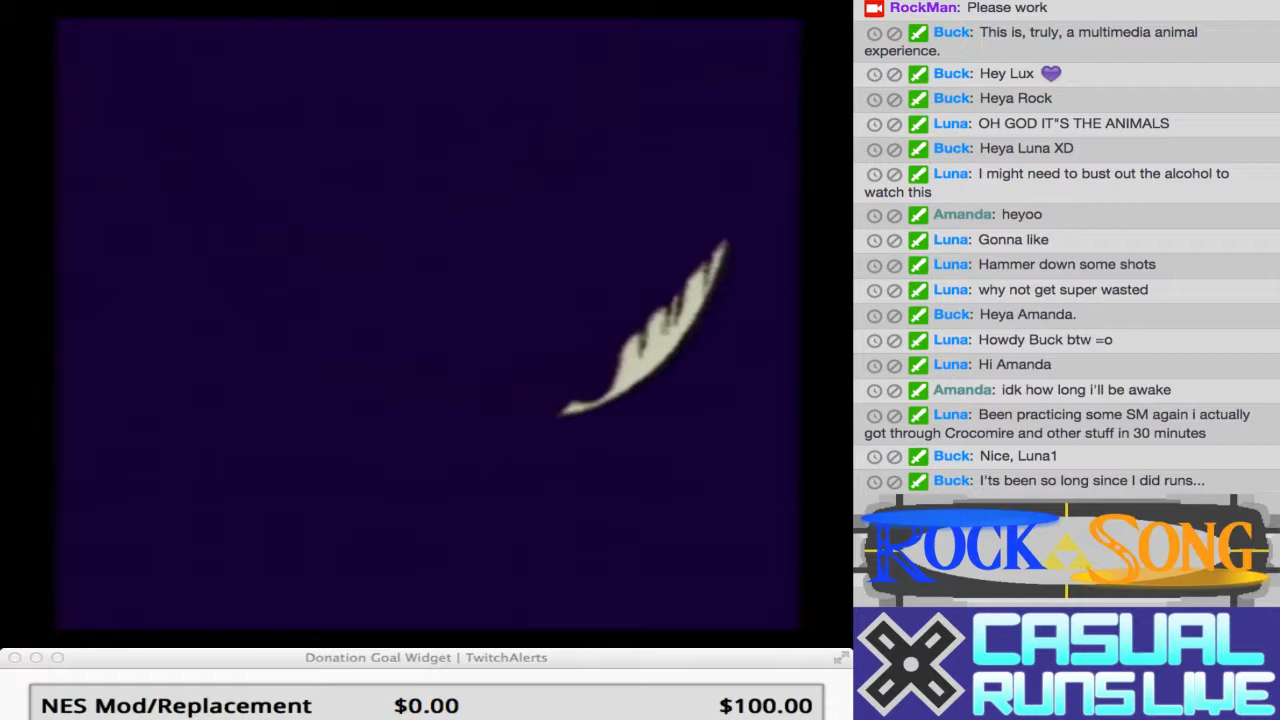 RockMan: Please work
Buck: This is, truly, a multimedia animal
experience.
Buck: Hey Lux
Buck: Heya Rock
Luna: OH GOD IT"S THE ANIMALS
Buck: Heya Luna XD
Luna: I might need to bust out the alcohol to
watch this
Amanda: heyoo
Luna: Gonna like
Luna: Hammer down some shots
Luna: why not get super wasted
Buck: Heya Amanda.
Luna: Howdy Buck btw =o
Luna: Hi Amanda
Amanda: idk how long i'll be awake
Luna: Been practicing some SM again i actually
got through Crocomire and other stuff in 30 minutes
Buck: Nice, Luna1
Buck: I'ts been so long since I did runs...
ROCK SONG
CASUAL
RUNS LIVE
Donation Goal Widget | TwitchAlerts
NES Mod/Replacement $0.00 $100.00